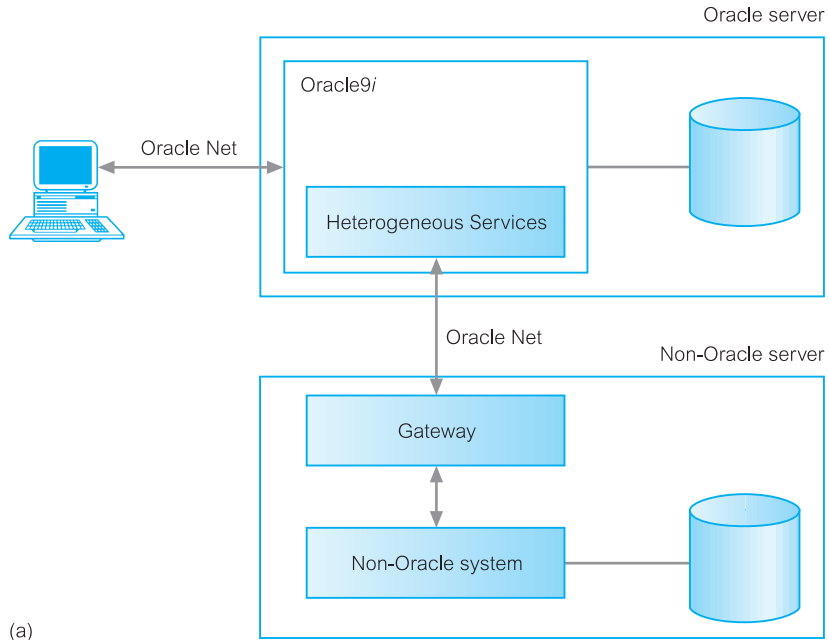 Oracle server
Oracle9i
Oracle Net
Heterogeneous Services
Oracle Net
Non-Oracle server
Gateway
Non-Oracle system
(a)